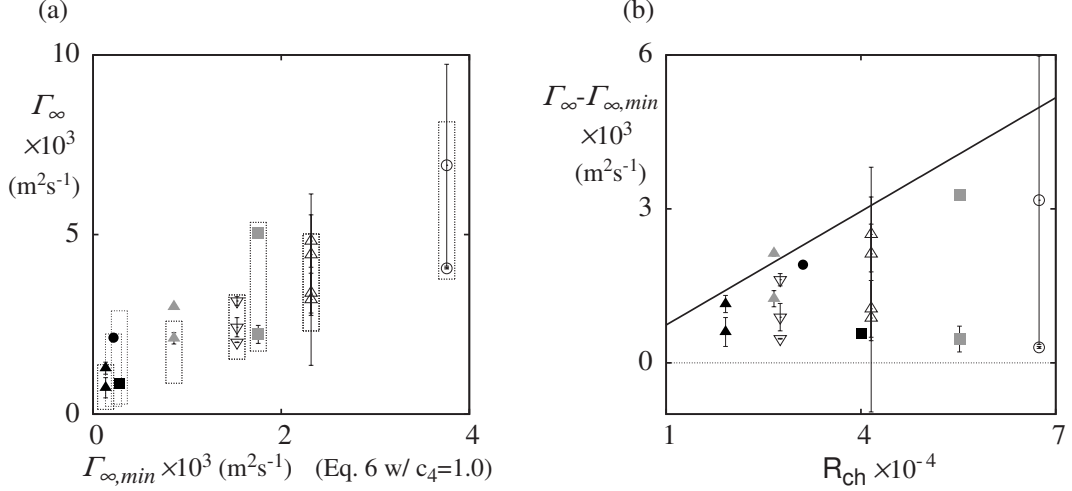 (a)
10
Γ∞
×10³
(m²s⁻¹)
5
0
0 2 4
Γ∞,min ×10³ (m²s⁻¹) (Eq. 6 w/ c₄=1.0)
(b)
6
Γ∞-Γ∞,min
×10³
(m²s⁻¹)
3
0
1 4 7
Rch ×10⁻⁴